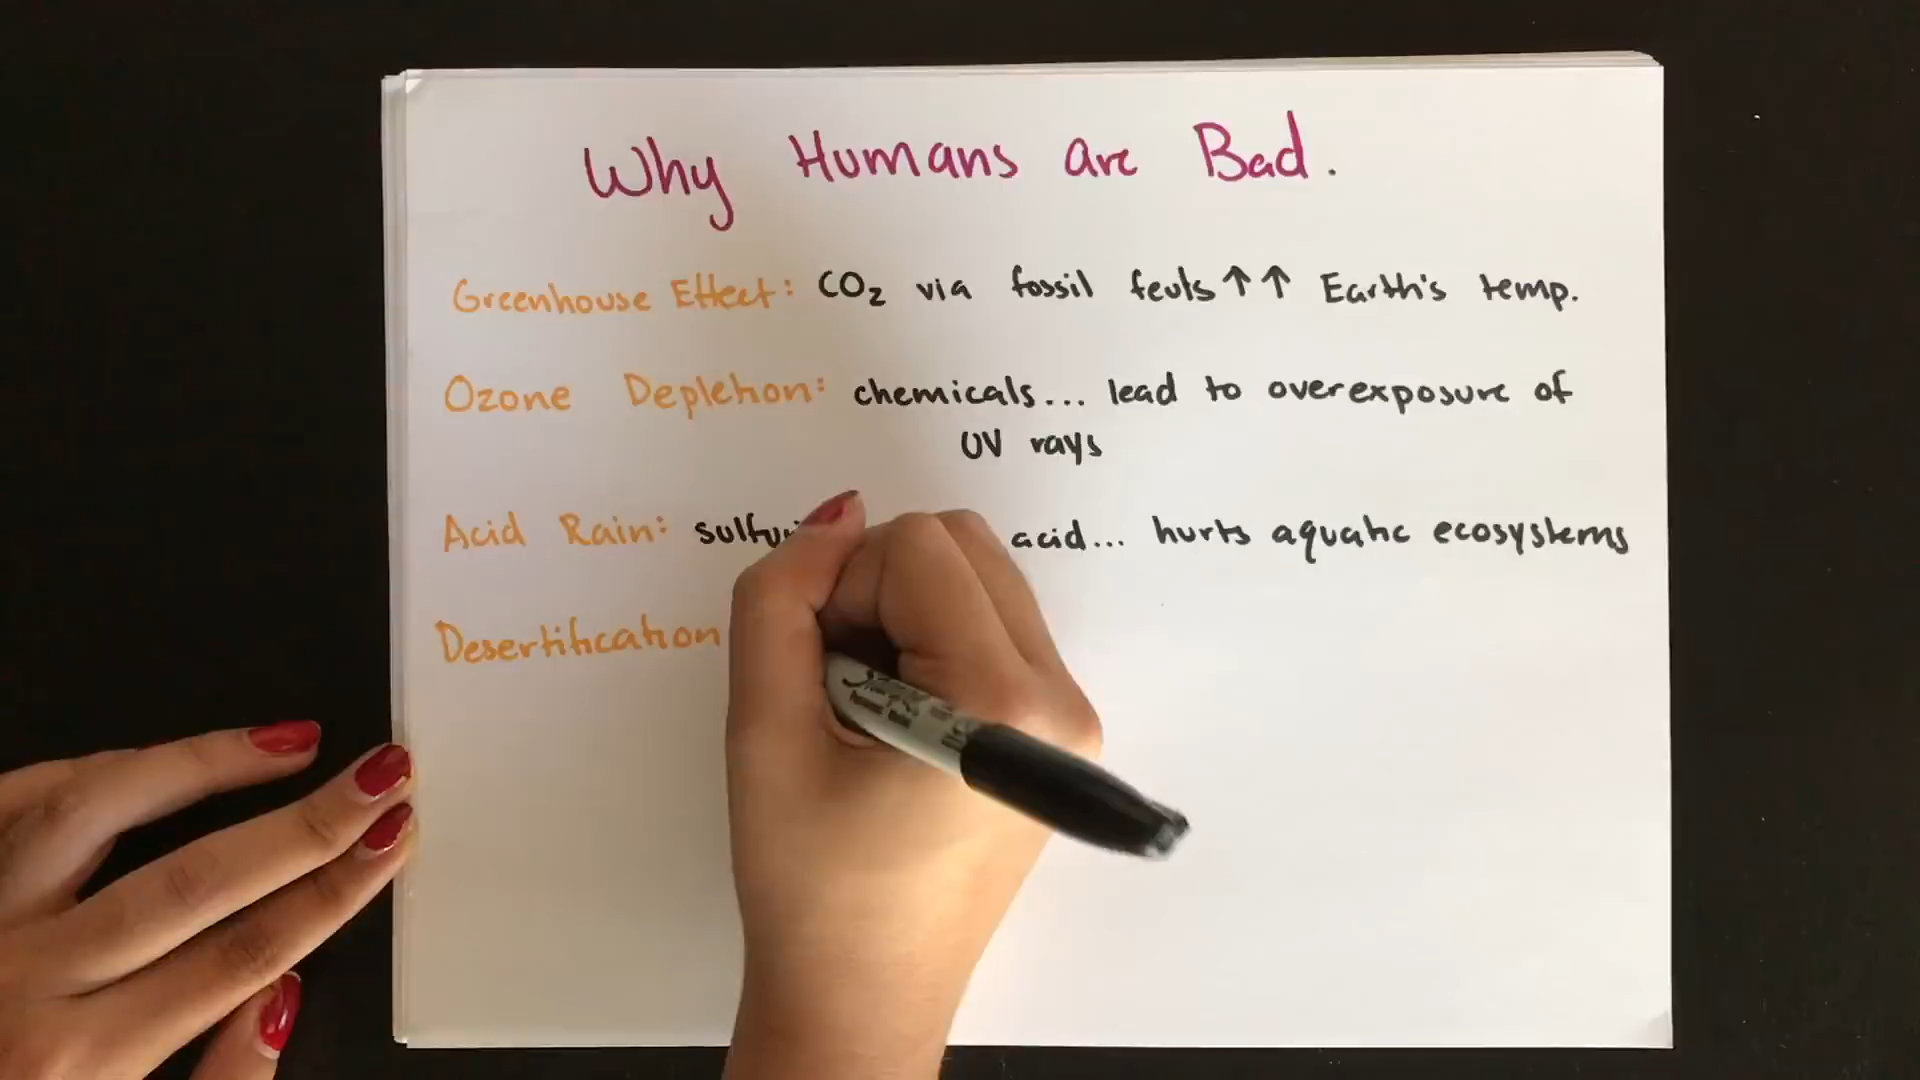 Why Humans are Bad.
Greenhouse Effect: CO₂ via fossil feuls ↑↑ Earth's temp.
Ozone Depletion: chemicals... lead to overexposure of
UV rays
Acid Rain: acid... hurts aquatic ecosystems
Desertification